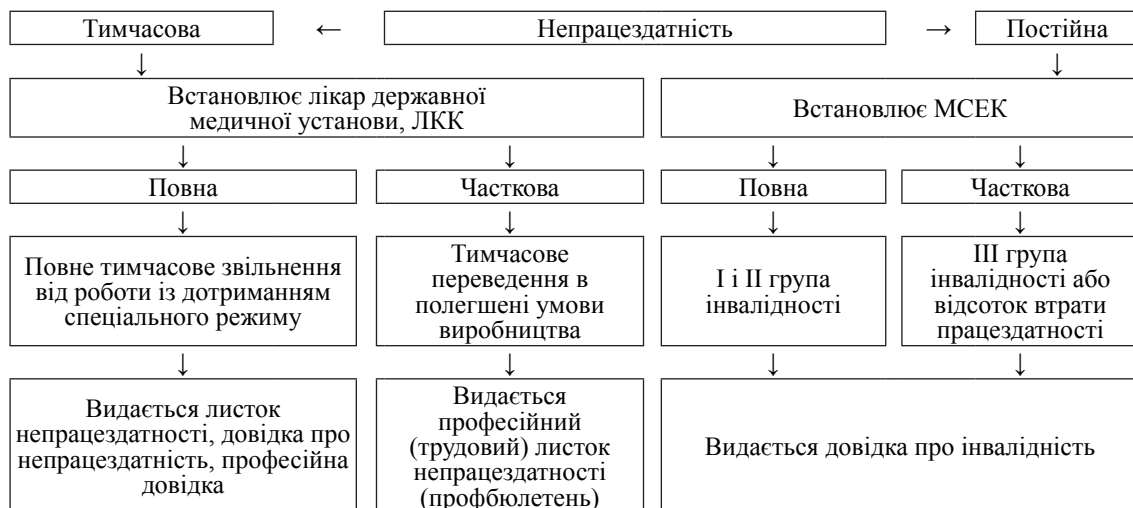 Тимчасова ← Непрацездатність → Постійна
↓ ↓
Встановлює лікар державної
медичної установи, ЛКК
Встановлює МСЕК
↓ ↓ ↓ ↓
Повна Часткова Повна Часткова
↓ ↓ ↓ ↓
Повне тимчасове звільнення
від роботи із дотриманням
спеціального режиму
Тимчасове
переведення в
полегшені умови
виробництва
І і ІІ група
інвалідності
ІІІ група
інвалідності або
відсоток втрати
працездатності
↓ ↓ ↓ ↓
Видається листок
непрацездатності, довідка про
непрацездатність, професійна
довідка
Видається
професійний
(трудовий) листок
непрацездатності
(профбюлетень)
Видається довідка про інвалідність